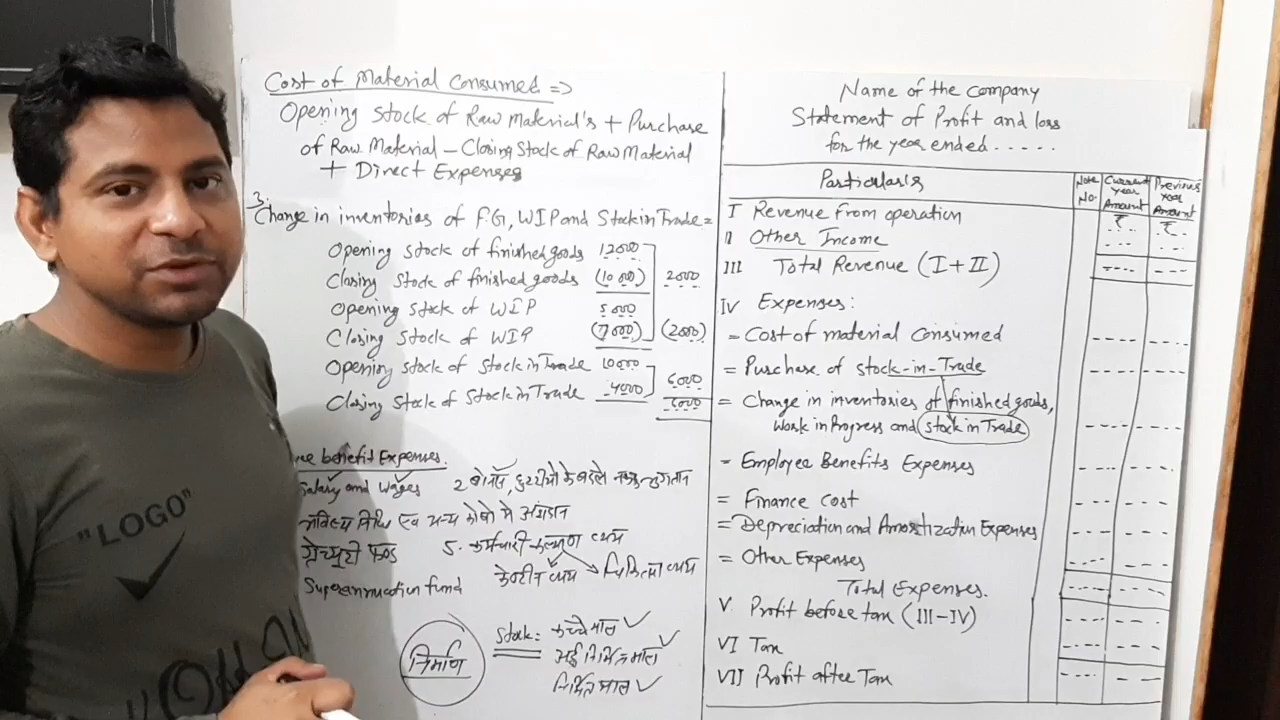 Cost of Material Consumed =>
Opening Stock of Raw Material's + Purchase
of Raw Material - Closing Stock of Raw Material
+ Direct Expenses
3. Change in inventories of F.G, WIP and Stock in Trade =
Opening stock of finished goods 12000
Closing Stock of finished goods (10000) 2000
Opening stock of WIP 5000
Closing Stock of WIP (7000) (2000)
Opening stock of Stock in Trade 10000
Closing Stock of Stock in Trade 4000 6000
6000
benefit Expenses.
Salary and Wages 2 बोनस, छुट्टीयो के बदले नकद भुगतान
भविष्य निधि एवं अन्य कोषो मे अंशदान
ग्रेच्युटी फण्ड 5. कर्मचारी कल्याण व्यय
केन्टीन व्यय चिकित्सा व्यय
Superannuation fund
निर्माण
Stock = कच्चे माल
अर्द्ध निर्मित माल
निर्मित माल
Name of the Company
Statement of Profit and loss
for the year ended . . . . .
Particular's Note No. Current year Amount Previous year Amount
₹ ₹
I Revenue from operation
II Other Income
III Total Revenue (I + II)
IV Expenses:
= Cost of material Consumed
= Purchase of stock-in-Trade
= Change in inventories of finished goods,
Work in Progress and stock in Trade
= Employee Benefits Expenses
= Finance cost
= Depreciation and Amortization Expenses
= Other Expenses
Total Expenses.
V. Profit before tax (III-IV)
VI Tax
VII Profit after Tax
"LOGO"